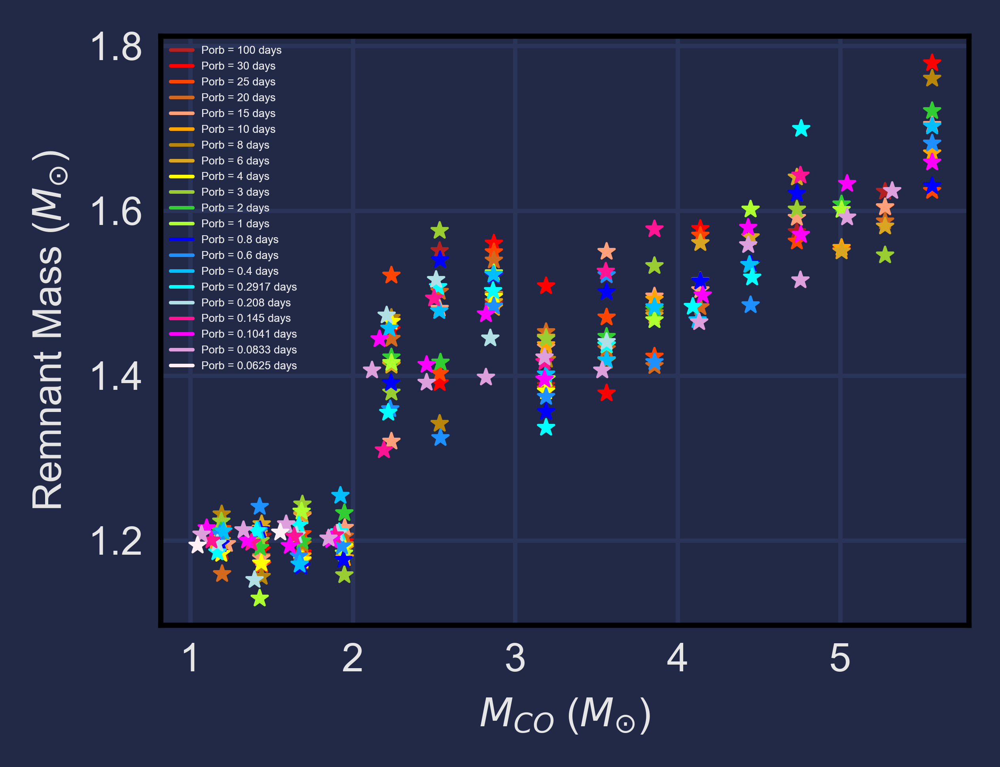 Remnant Mass (M⊙)
1.8
1.6
1.4
1.2
Porb = 100 days
Porb = 30 days
Porb = 25 days
Porb = 20 days
Porb = 15 days
Porb = 10 days
Porb = 8 days
Porb = 6 days
Porb = 4 days
Porb = 3 days
Porb = 2 days
Porb = 1 days
Porb = 0.8 days
Porb = 0.6 days
Porb = 0.4 days
Porb = 0.2917 days
Porb = 0.208 days
Porb = 0.145 days
Porb = 0.1041 days
Porb = 0.0833 days
Porb = 0.0625 days
1 2 3 4 5
M_CO (M⊙)